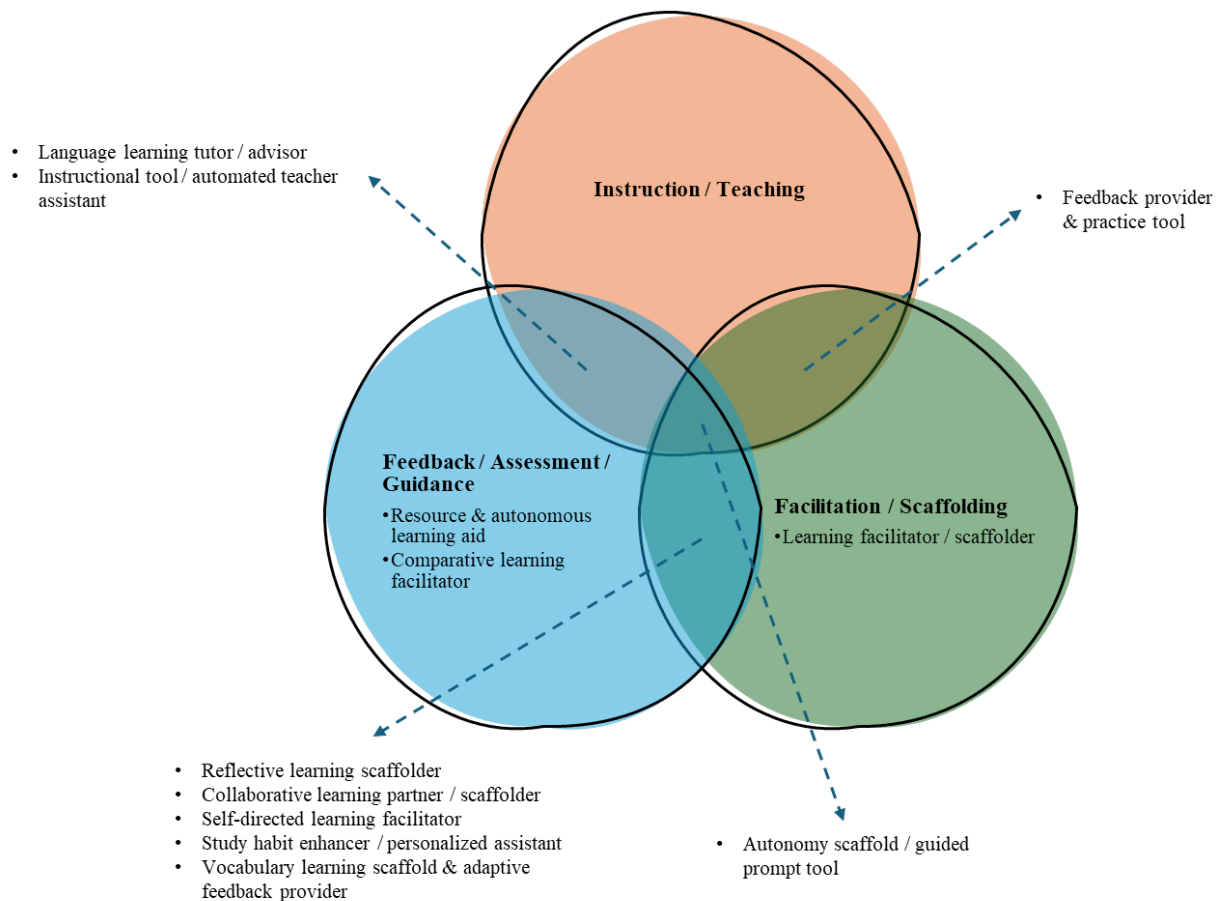 • Language learning tutor / advisor
• Instructional tool / automated teacher
assistant
Instruction / Teaching
• Feedback provider
& practice tool
Feedback / Assessment /
Guidance
•Resource & autonomous
learning aid
•Comparative learning
facilitator
Facilitation / Scaffolding
•Learning facilitator / scaffolder
• Reflective learning scaffolder
• Collaborative learning partner / scaffolder
• Self-directed learning facilitator
• Study habit enhancer / personalized assistant
• Vocabulary learning scaffold & adaptive
feedback provider
• Autonomy scaffold / guided
prompt tool